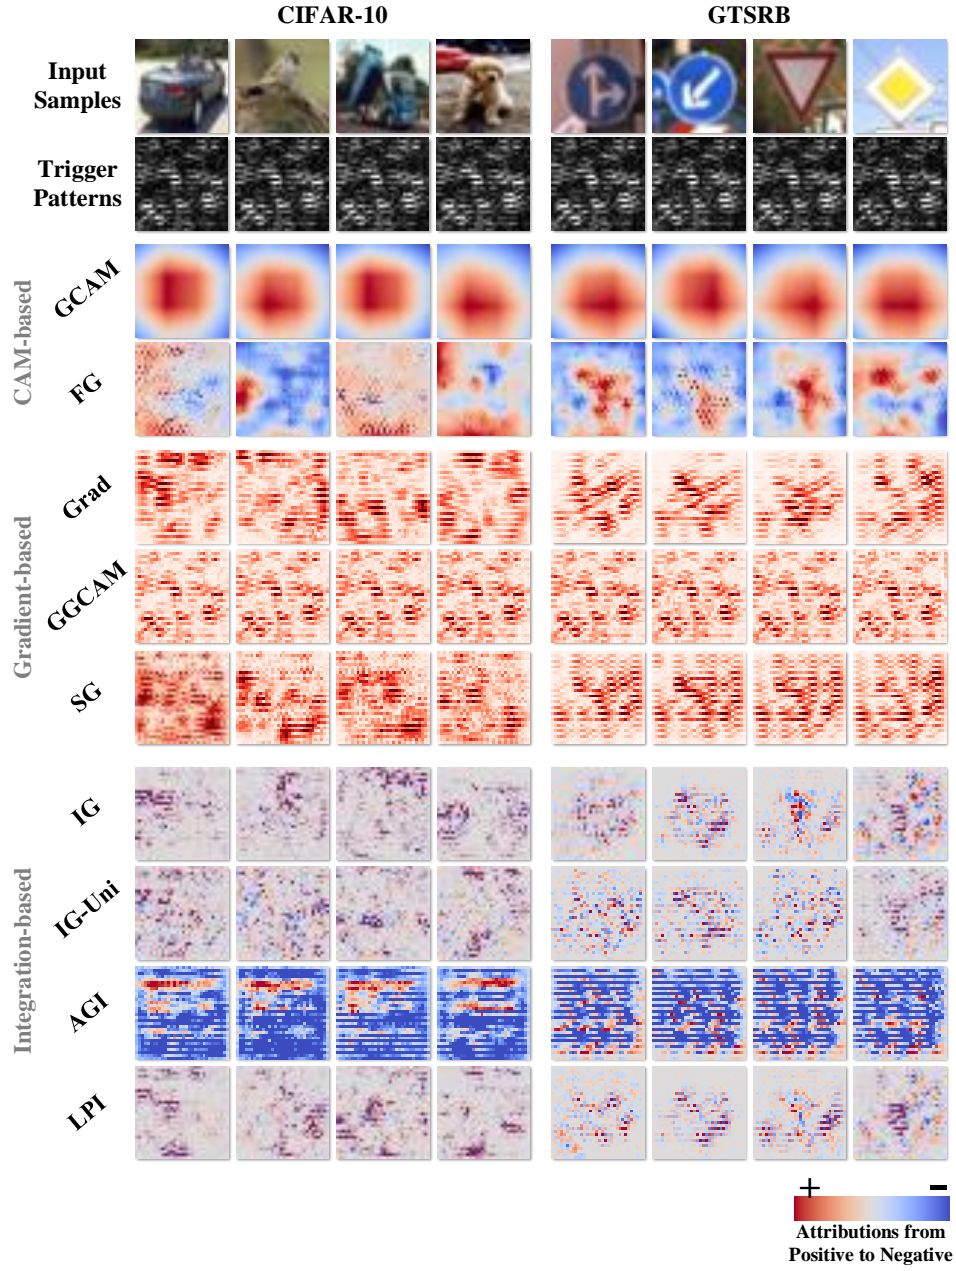 CIFAR-10
GTSRB
Input
Samples
Trigger
Patterns
CAM-based
GCAM
FG
Gradient-based
Grad
GGCAM
SG
Integration-based
IG
IG-Uni
AGI
LPI
+ −
Attributions from
Positive to Negative